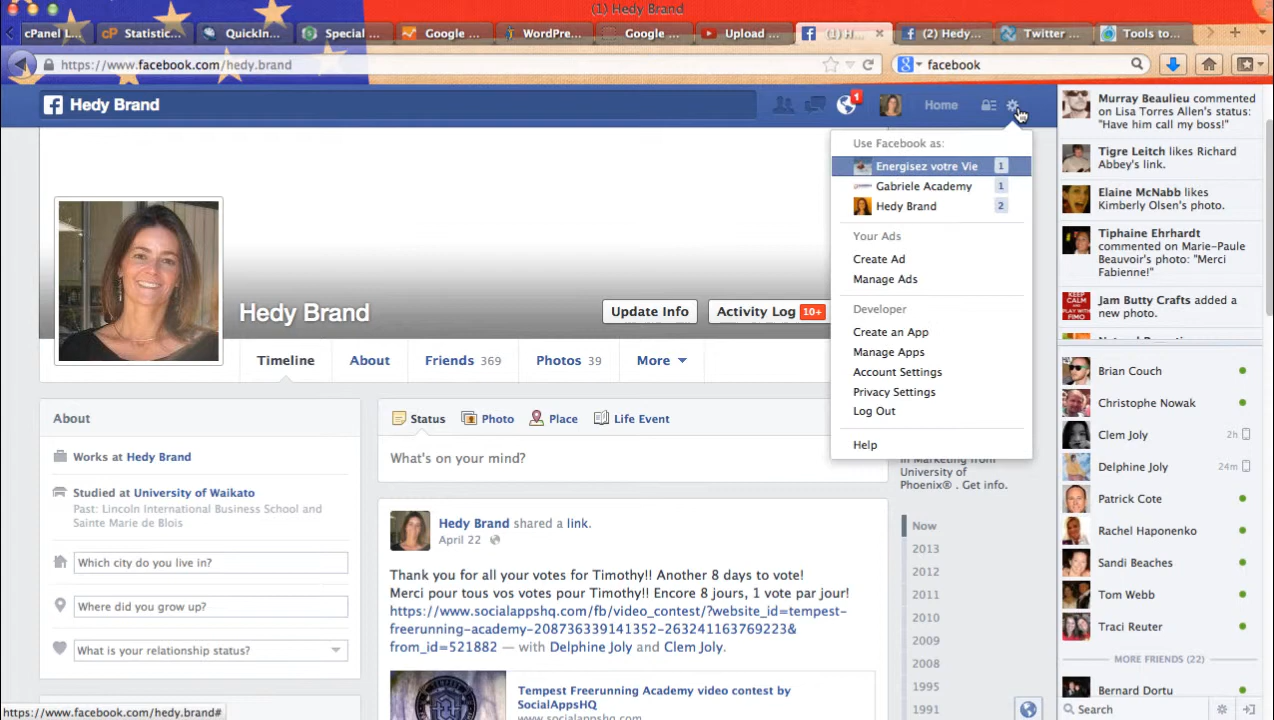 (1) Hedy Brand
cPanel L...
Statistic...
QuickIn...
Special ...
Google ...
WordPre...
Google ...
Upload ...
(1) H...
(2) Hedy...
Twitter ...
Tools to...
https://www.facebook.com/hedy.brand
facebook
Hedy Brand
1
Home
Use Facebook as:
Energisez votre Vie 1
Gabriele Academy 1
Hedy Brand 2
Your Ads
Create Ad
Manage Ads
Developer
Create an App
Manage Apps
Account Settings
Privacy Settings
Log Out
Help
Hedy Brand
Update Info
Activity Log 10+
Timeline
About
Friends 369
Photos 39
More
About
Works at Hedy Brand
Studied at University of Waikato
Past: Lincoln International Business School and
Sainte Marie de Blois
Which city do you live in?
Where did you grow up?
What is your relationship status?
Status
Photo
Place
Life Event
What's on your mind?
Hedy Brand shared a link.
April 22
Thank you for all your votes for Timothy!! Another 8 days to vote!
Merci pour tous vos votes pour Timothy!! Encore 8 jours, 1 vote par jour!
https://www.socialappshq.com/fb/video_contest/?website_id=tempest-
freerunning-academy-208736339141352-263241163769223&
from_id=521882 — with Delphine Joly and Clem Joly.
Tempest Freerunning Academy video contest by
SocialAppsHQ
www.socialappshq.com
in Marketing from
University of
Phoenix® . Get info.
Now
2013
2012
2011
2010
2009
2008
1995
1991
Murray Beaulieu commented
on Lisa Torres Allen's status:
"Have him call my boss!"
Tigre Leitch likes Richard
Abbey's link.
Elaine McNabb likes
Kimberly Olsen's photo.
Tiphaine Ehrhardt
commented on Marie-Paule
Beauvoir's photo: "Merci
Fabienne!"
Jam Butty Crafts added a
new photo.
KEEP
CALM
AND
Brian Couch
Christophe Nowak
Clem Joly 2h
Delphine Joly 24m
Patrick Cote
Rachel Haponenko
Sandi Beaches
Tom Webb
Traci Reuter
MORE FRIENDS (22)
Bernard Dortu
Search
https://www.facebook.com/hedy.brand#